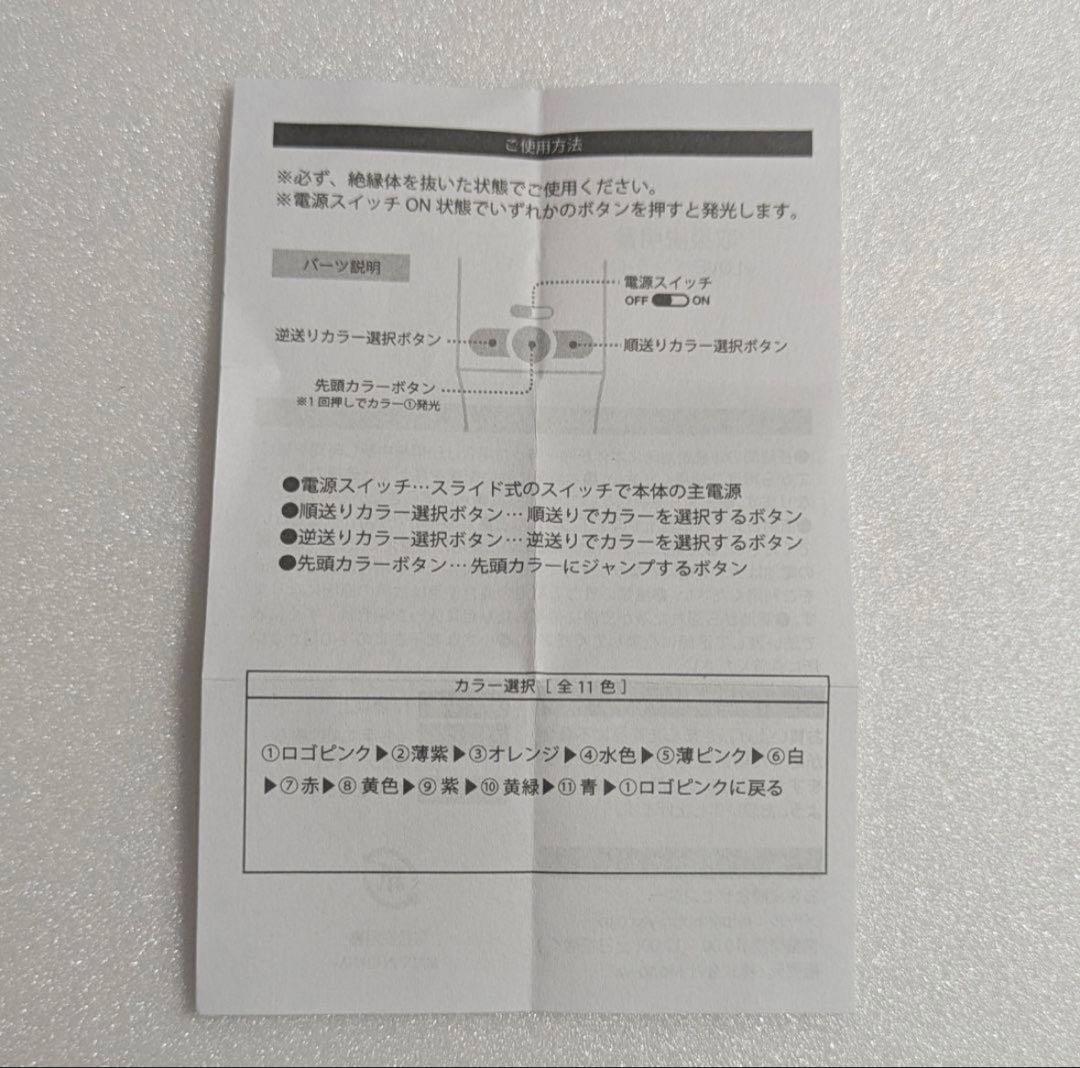 ご使用方法
※必ず、絶縁体を抜いた状態でご使用ください。
※電源スイッチ ON 状態でいずれかのボタンを押すと発光します。
パーツ説明
電源スイッチ
OFF ON
逆送りカラー選択ボタン
順送りカラー選択ボタン
先頭カラーボタン
※1回押しでカラー①発光
●電源スイッチ…スライド式のスイッチで本体の主電源
●順送りカラー選択ボタン…順送りでカラーを選択するボタン
●逆送りカラー選択ボタン…逆送りでカラーを選択するボタン
●先頭カラーボタン…先頭カラーにジャンプするボタン
カラー選択［全11色］
①ロゴピンク▶②薄紫▶③オレンジ▶④水色▶⑤薄ピンク▶⑥白
▶⑦赤▶⑧黄色▶⑨紫▶⑩黄緑▶⑪青▶①ロゴピンクに戻る